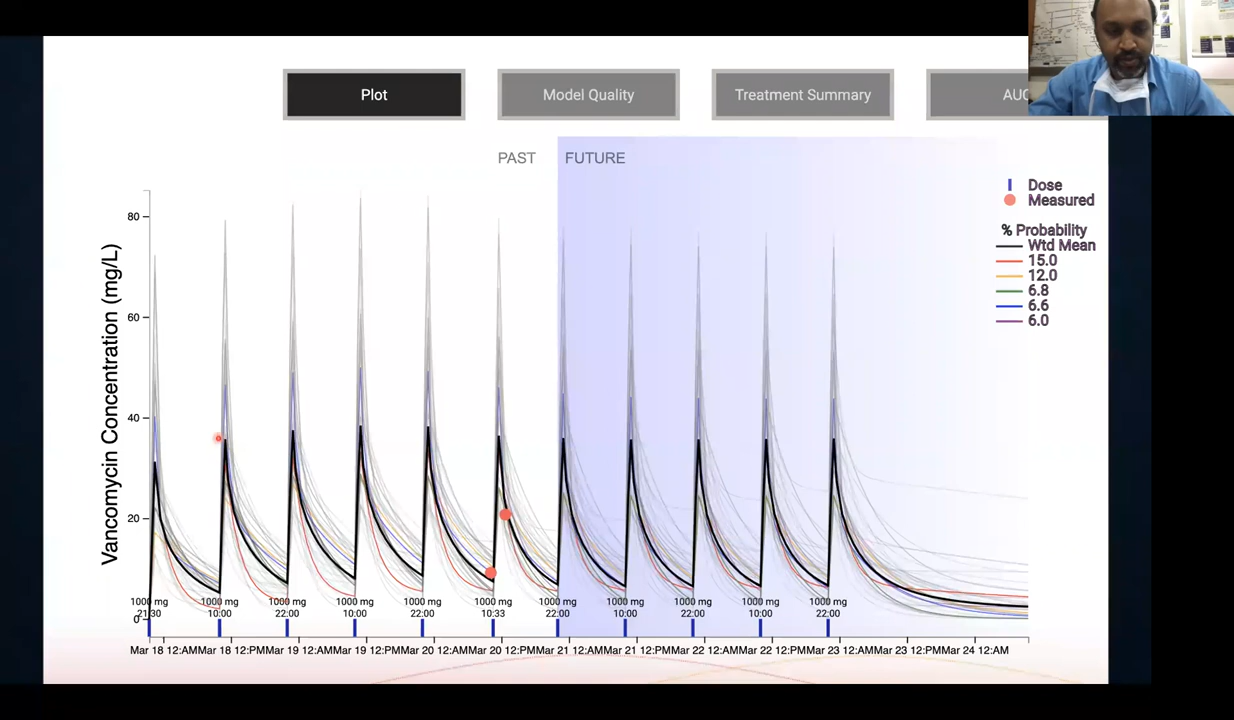 Plot
Model Quality
Treatment Summary
AUC
PAST
FUTURE
Dose
Measured
% Probability
Wtd Mean
15.0
12.0
6.8
6.6
6.0
Vancomycin Concentration (mg/L)
80
60
40
20
0
1000 mg 1000 mg 1000 mg 1000 mg 1000 mg 1000 mg 1000 mg 1000 mg 1000 mg 1000 mg 1000 mg
21:30 10:00 22:00 10:00 22:00 10:33 22:00 10:00 22:00 10:00 22:00
Mar 18 12:AM Mar 18 12:PM Mar 19 12:AM Mar 19 12:PM Mar 20 12:AM Mar 20 12:PM Mar 21 12:AM Mar 21 12:PM Mar 22 12:AM Mar 22 12:PM Mar 23 12:AM Mar 23 12:PM Mar 24 12:AM